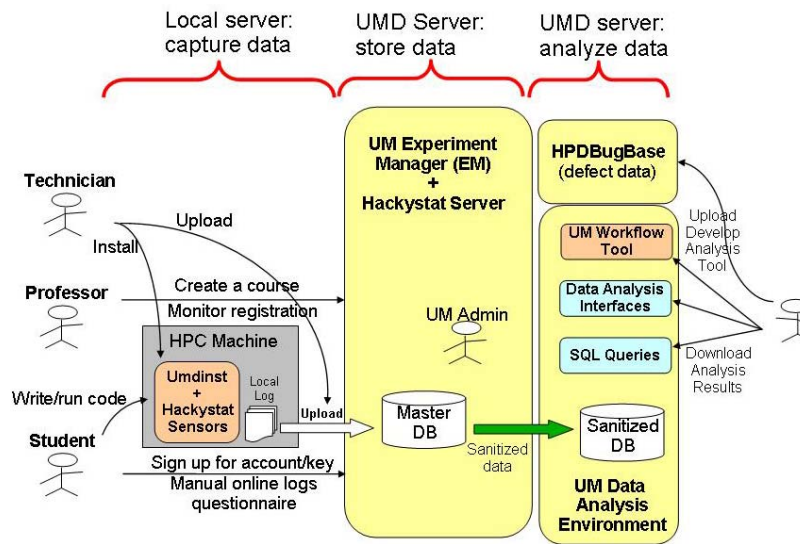 Local server:
capture data
UMD Server:
store data
UMD server:
analyze data
Technician
Upload
Install
Professor
Create a course
Monitor registration
HPC Machine
Umdinst
+
Hackystat
Sensors
Local
Log
Upload
Write/run code
Student
Sign up for account/key
Manual online logs
questionnaire
UM Experiment
Manager (EM)
+
Hackystat Server
UM Admin
Master
DB
Sanitized
data
HPDBugBase
(defect data)
UM Workflow
Tool
Data Analysis
Interfaces
SQL Queries
Sanitized
DB
UM Data
Analysis
Environment
Upload
Develop
Analysis
Tool
Download
Analysis
Results